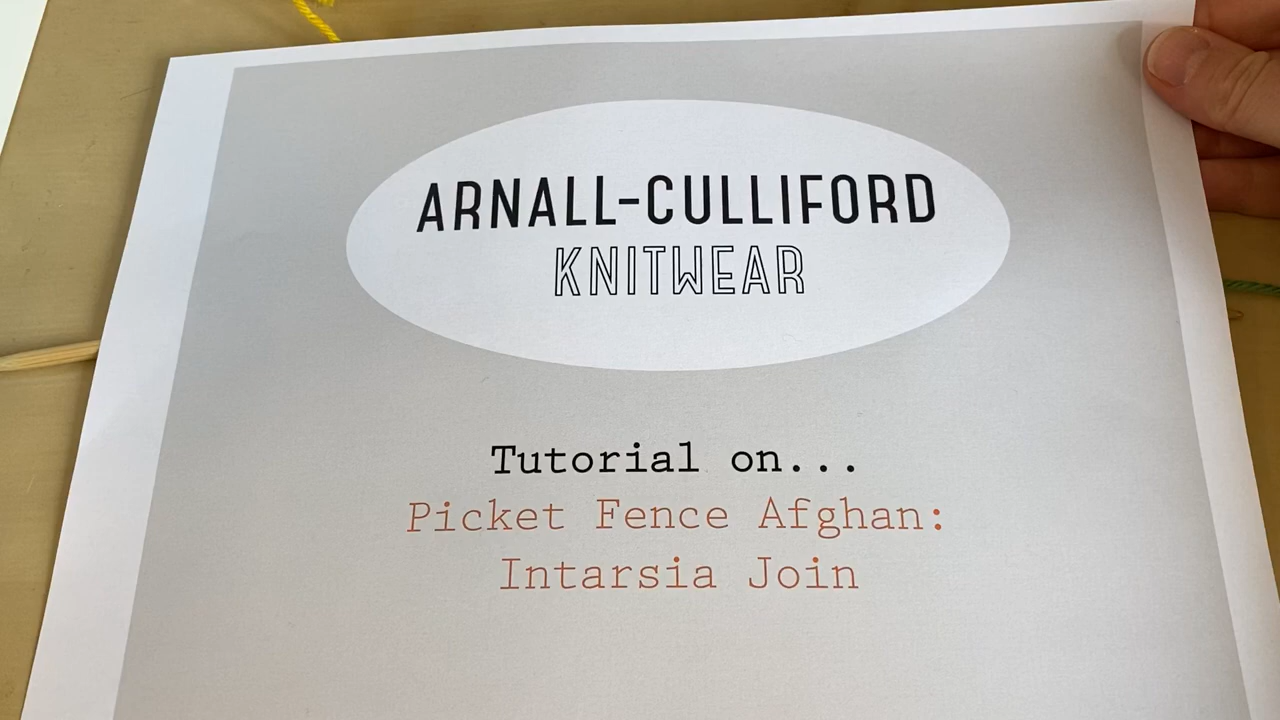 ARNALL-CULLIFORD
KNITWEAR
Tutorial on...
Picket Fence Afghan:
Intarsia Join